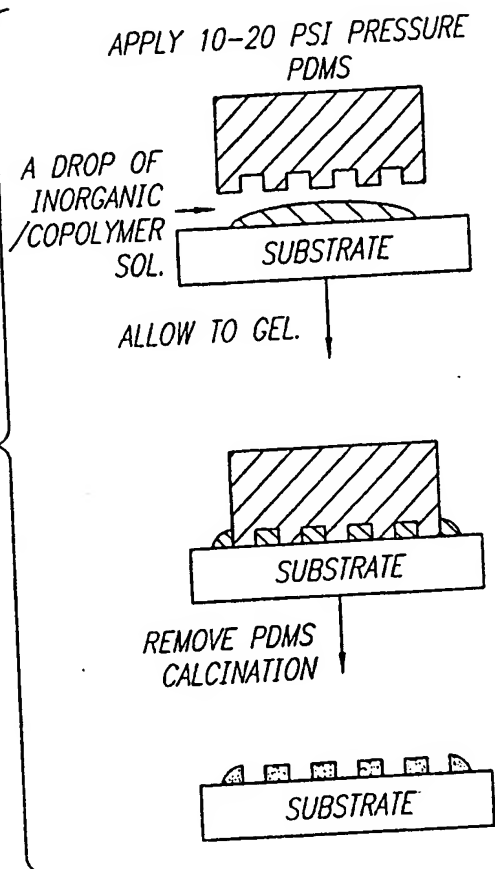 APPLY 10-20 PSI PRESSURE
PDMS
A DROP OF
INORGANIC
/COPOLYMER
SOL.
SUBSTRATE
ALLOW TO GEL.
SUBSTRATE
REMOVE PDMS
CALCINATION
SUBSTRATE